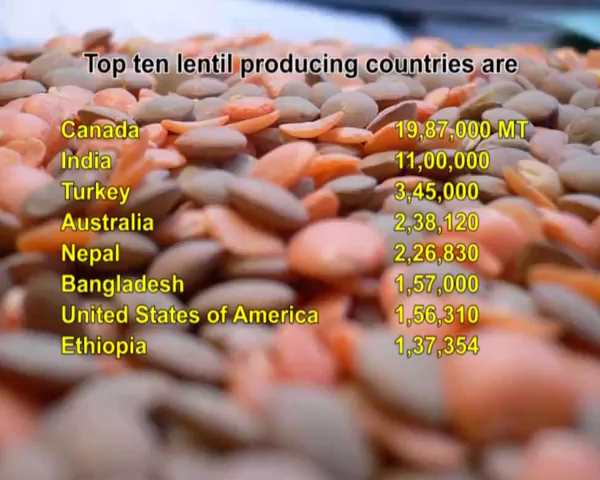 Top ten lentil producing countries are
Canada 19,87,000 MT
India 11,00,000
Turkey 3,45,000
Australia 2,38,120
Nepal 2,26,830
Bangladesh 1,57,000
United States of America 1,56,310
Ethiopia 1,37,354